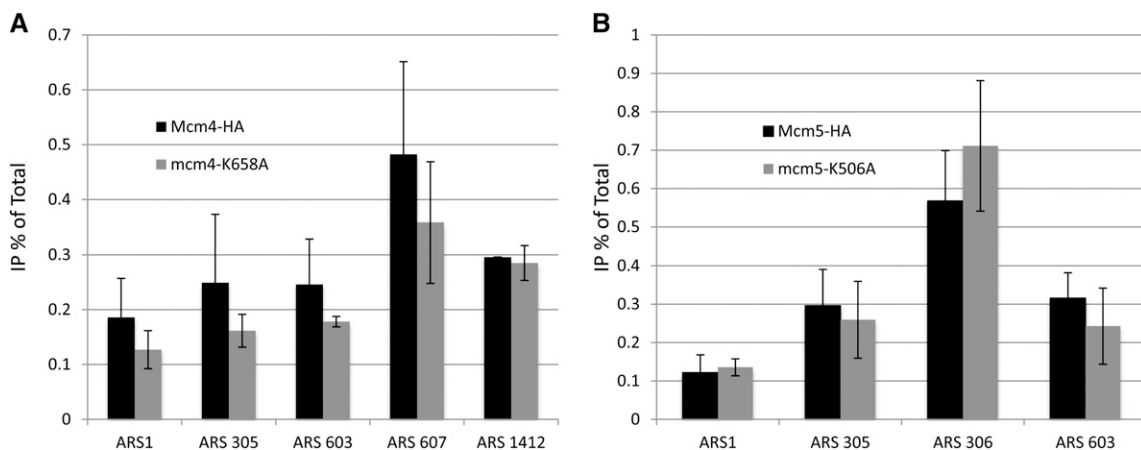 A
IP % of Total
0.7
0.6
0.5
0.4
0.3
0.2
0.1
0
Mcm4-HA
mcm4-K658A
ARS1
ARS 305
ARS 603
ARS 607
ARS 1412
B
IP % of Total
1
0.9
0.8
0.7
0.6
0.5
0.4
0.3
0.2
0.1
0
Mcm5-HA
mcm5-K506A
ARS1
ARS 305
ARS 306
ARS 603